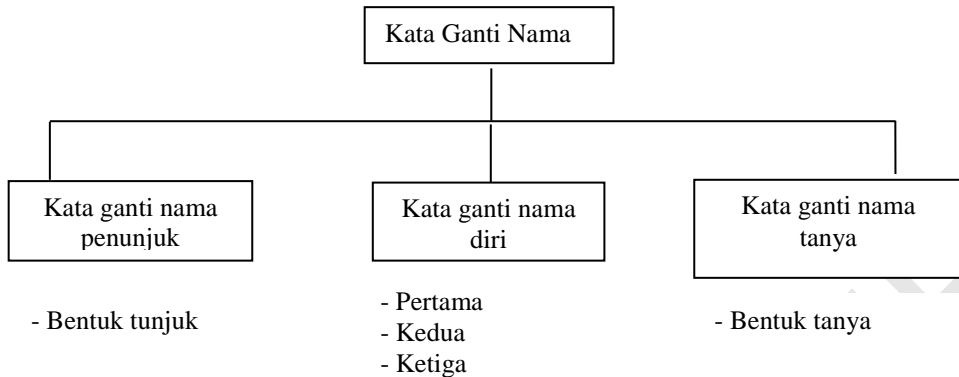 Kata Ganti Nama
Kata ganti nama
penunjuk
Kata ganti nama
diri
Kata ganti nama
tanya
- Bentuk tunjuk
- Pertama
- Kedua
- Ketiga
- Bentuk tanya